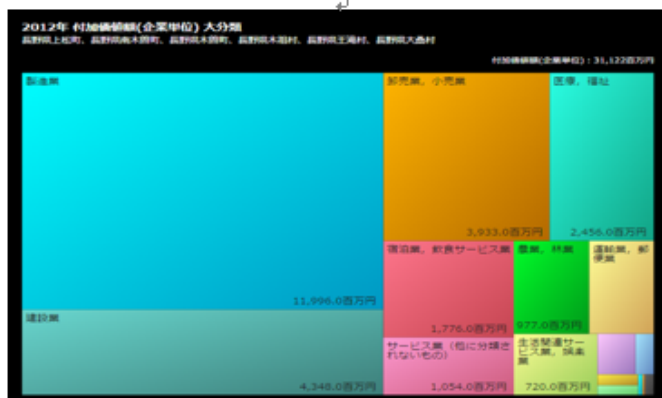 2012年 付加価値額(企業単位) 大分類
長野県上松町、長野県南木曽町、長野県木曽町、長野県木祖村、長野県王滝村、長野県大桑村
付加価値額(企業単位)：31,122百万円
製造業
11,996.0百万円
建設業
4,348.0百万円
卸売業，小売業
3,933.0百万円
医療，福祉
2,456.0百万円
宿泊業，飲食サービス業
1,776.0百万円
農業，林業
977.0百万円
運輸業，郵
便業
サービス業（他に分類さ
れないもの）
1,054.0百万円
生活関連サー
ビス業，娯楽
業
720.0百万円